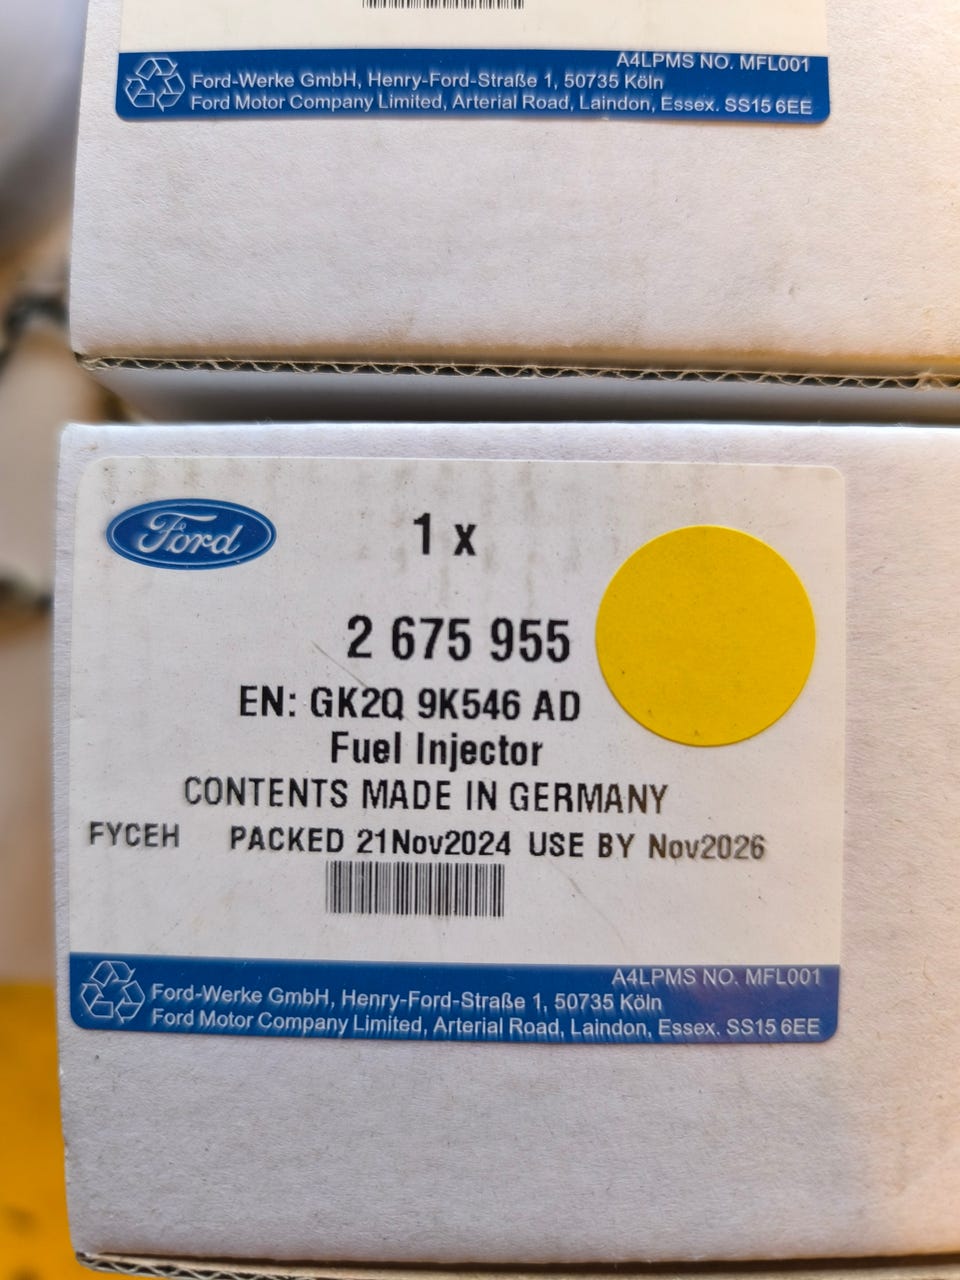 A4LPMS NO. MFL001
Ford-Werke GmbH, Henry-Ford-Straße 1, 50735 Köln
Ford Motor Company Limited, Arterial Road, Laindon, Essex. SS15 6EE
Ford
1 x
2 675 955
EN: GK2Q 9K546 AD
Fuel Injector
CONTENTS MADE IN GERMANY
FYCEH PACKED 21Nov2024 USE BY Nov2026
A4LPMS NO. MFL001
Ford-Werke GmbH, Henry-Ford-Straße 1, 50735 Köln
Ford Motor Company Limited, Arterial Road, Laindon, Essex. SS15 6EE